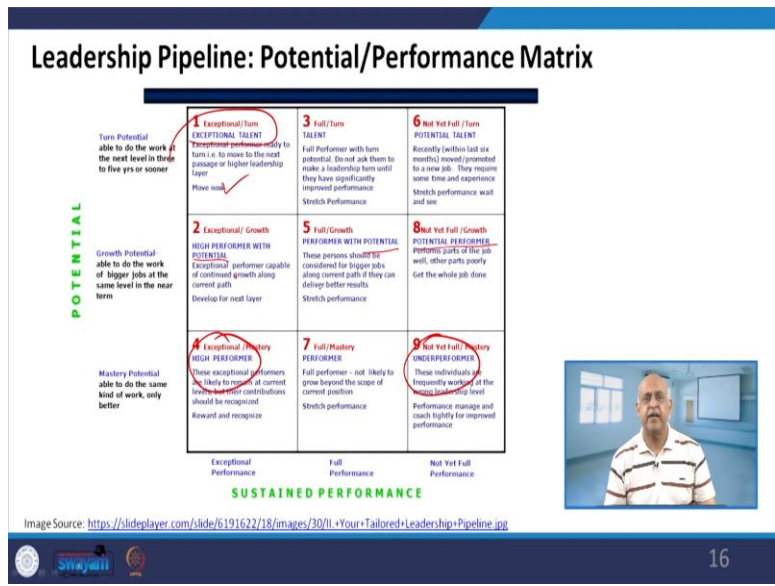 Leadership Pipeline: Potential/Performance Matrix
POTENTIAL
Turn Potential
able to do the work at
the next level in three
to five yrs or sooner
1 Exceptional/Turn
EXCEPTIONAL TALENT
Exceptional performer ready to
turn i.e. to move to the next
passage or higher leadership
layer
Move now
3 Full/Turn
TALENT
Full Performer with turn
potential. Do not ask them to
make a leadership turn until
they have significantly
improved performance
Stretch Performance
6 Not Yet Full /Turn
POTENTIAL TALENT
Recently (within last six
months) moved/promoted
to a new job. They require
some time and experience
Stretch performance wait
and see
Growth Potential-
able to do the work
of bigger jobs at the
same level in the near
term
2 Exceptional/ Growth
HIGH PERFORMER WITH
POTENTIAL
Exceptional performer capable
of continued growth along
current path
Develop for next layer
5 Full/Growth
PERFORMER WITH POTENTIAL
These persons should be
considered for bigger jobs
along current path if they can
deliver better results
Stretch performance
8 Not Yet Full /Growth
POTENTIAL PERFORMER
Performs parts of the job
well, other parts poorly
Get the whole job done
Mastery Potential
able to do the same
kind of work, only
better
4 Exceptional /Mastery
HIGH PERFORMER
These exceptional performers
are likely to remain at current
levels, but their contributions
should be recognized
Reward and recognize
7 Full/Mastery
PERFORMER
Full performer – not likely to
grow beyond the scope of
current position
Stretch performance
9 Not Yet Full/ Mastery
UNDERPERFORMER
These individuals are
frequently working at the
wrong leadership level
Performance manage and
coach tightly for improved
performance
Exceptional
Performance
Full
Performance
Not Yet Full
Performance
SUSTAINED PERFORMANCE
Image Source: https://slideplayer.com/slide/6191622/18/images/30/II.+Your+Tailored+Leadership+Pipeline.jpg
swayam
16